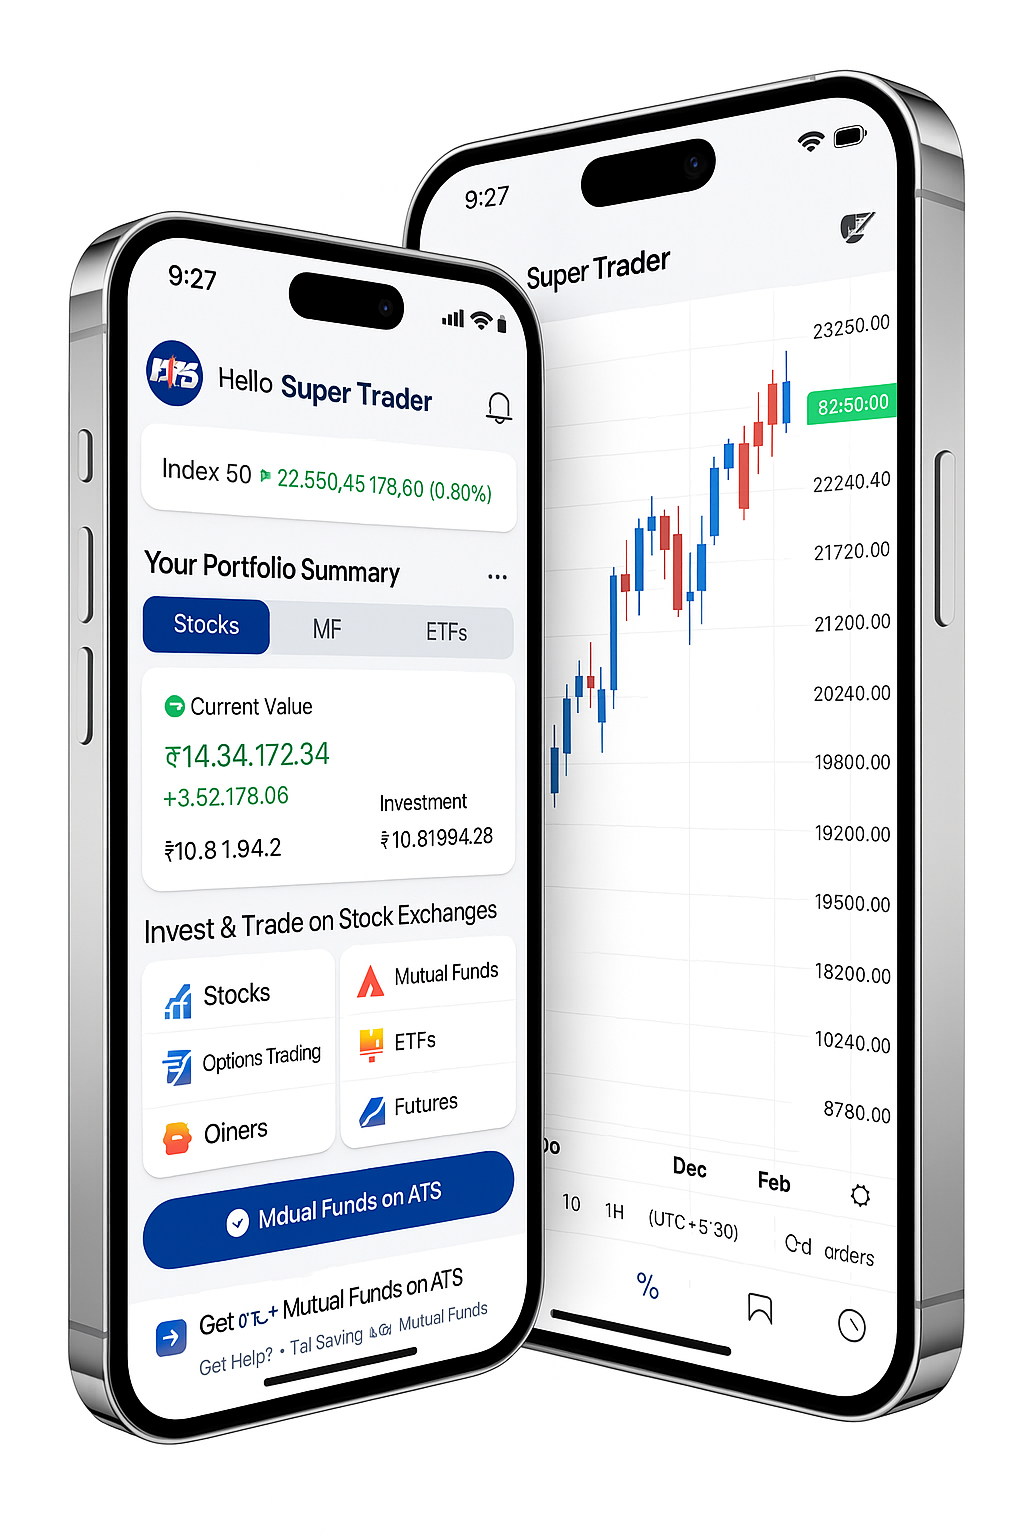 9:27
Hello Super Trader
Index 50 22.550,45 178,60 (0.80%)
Your Portfolio Summary
Stocks MF ETFs
Current Value
₹14.34.172.34
+3.52.178.06
Investment
₹10.8 1.94.2
₹10.81994.28
Invest & Trade on Stock Exchanges
Stocks
Mutual Funds
Options Trading
ETFs
Oiners
Futures
Mdual Funds on ATS
Get Mutual Funds on ATS
Get Help? • Tal Saving Mutual Funds
9:27
Super Trader
23250.00
82:50:00
22240.40
21720.00
21200.00
20240.00
19800.00
19200.00
19500.00
18200.00
10240.00
8780.00
Dec Feb
10 1H (UTC+5:30) arders
%